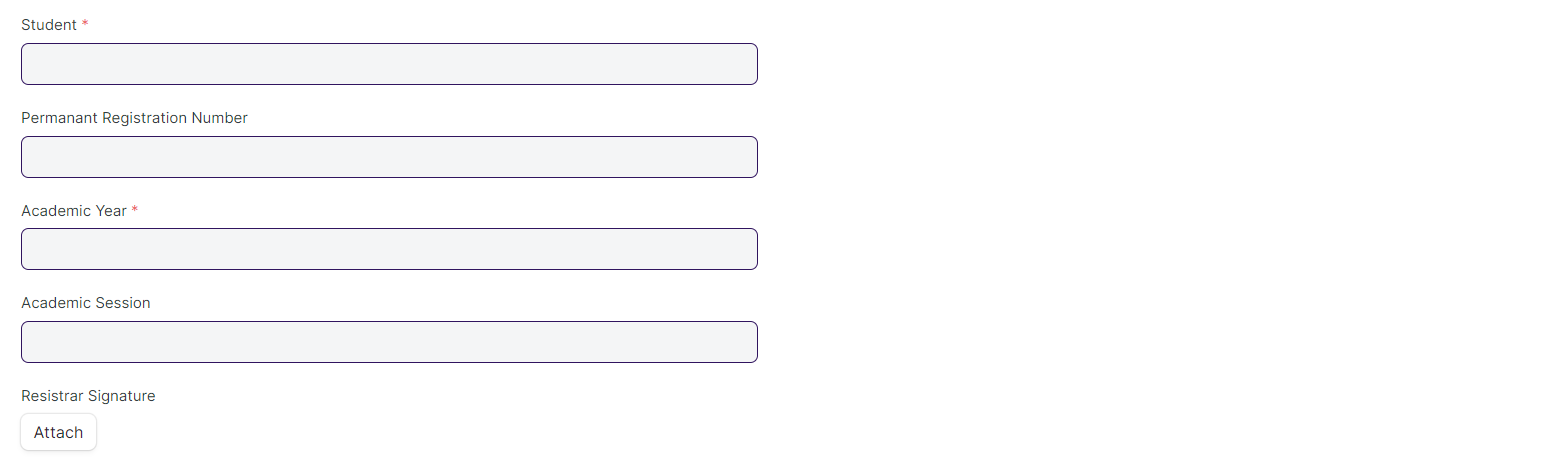 Student *
Permanant Registration Number
Academic Year *
Academic Session
Resistrar Signature
Attach